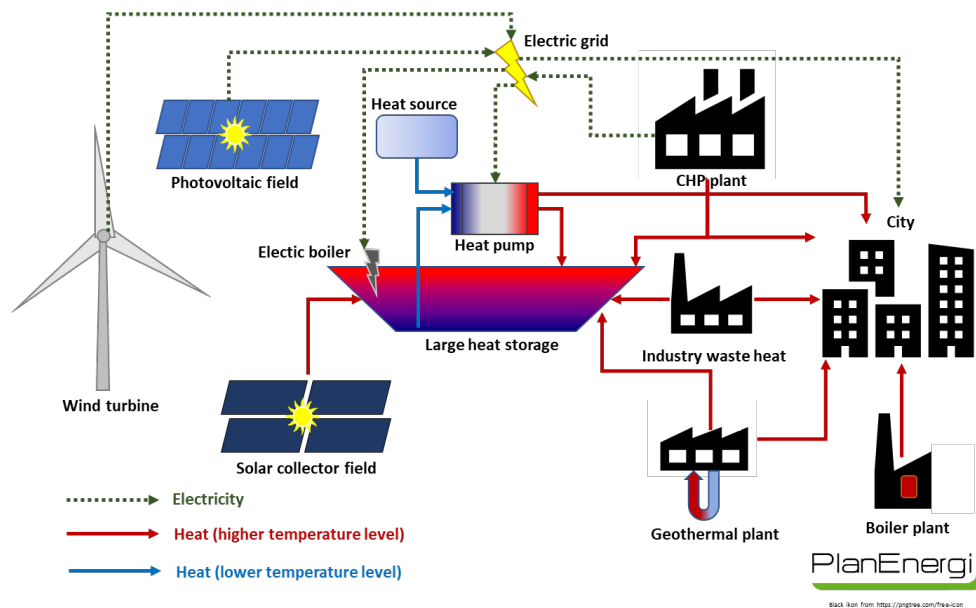 Electric grid
Heat source
Photovoltaic field
CHP plant
City
Heat pump
Electic boiler
Large heat storage
Industry waste heat
Wind turbine
Solar collector field
Electricity
Heat (higher temperature level)
Heat (lower temperature level)
Geothermal plant
Boiler plant
PlanEnergi
Black ikon from https://pngtree.com/free-icon